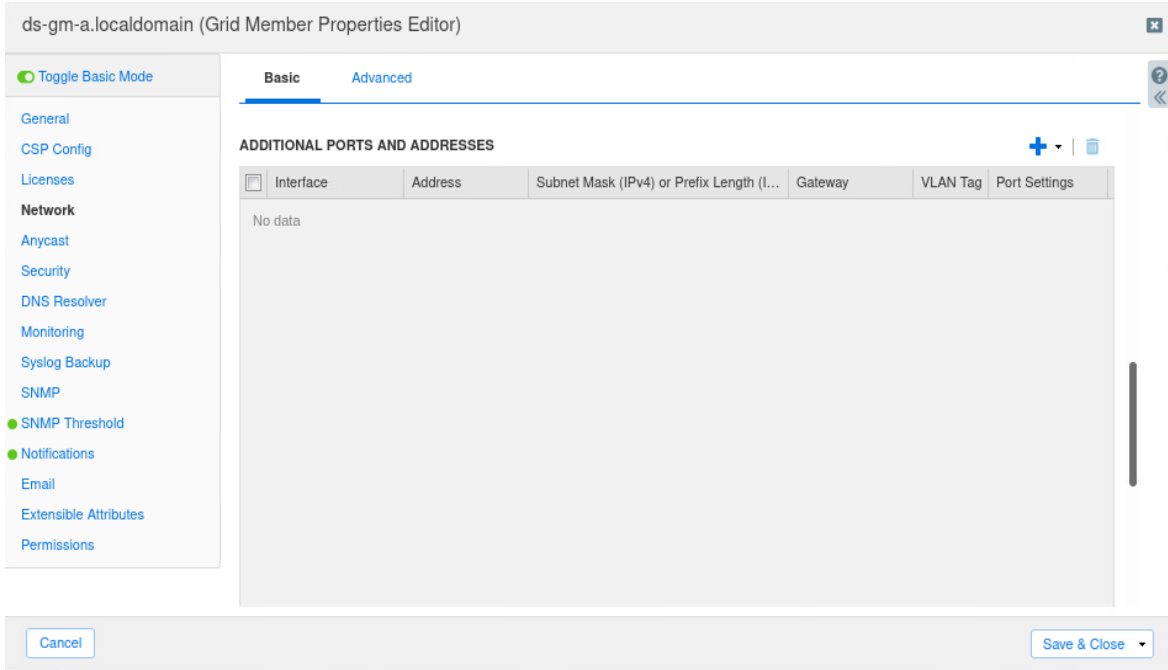 ds-gm-a.localdomain (Grid Member Properties Editor)
Toggle Basic Mode
General
CSP Config
Licenses
Network
Anycast
Security
DNS Resolver
Monitoring
Syslog Backup
SNMP
SNMP Threshold
Notifications
Email
Extensible Attributes
Permissions
Basic Advanced
ADDITIONAL PORTS AND ADDRESSES
Interface Address Subnet Mask (IPv4) or Prefix Length (I... Gateway VLAN Tag Port Settings
No data
Cancel Save & Close